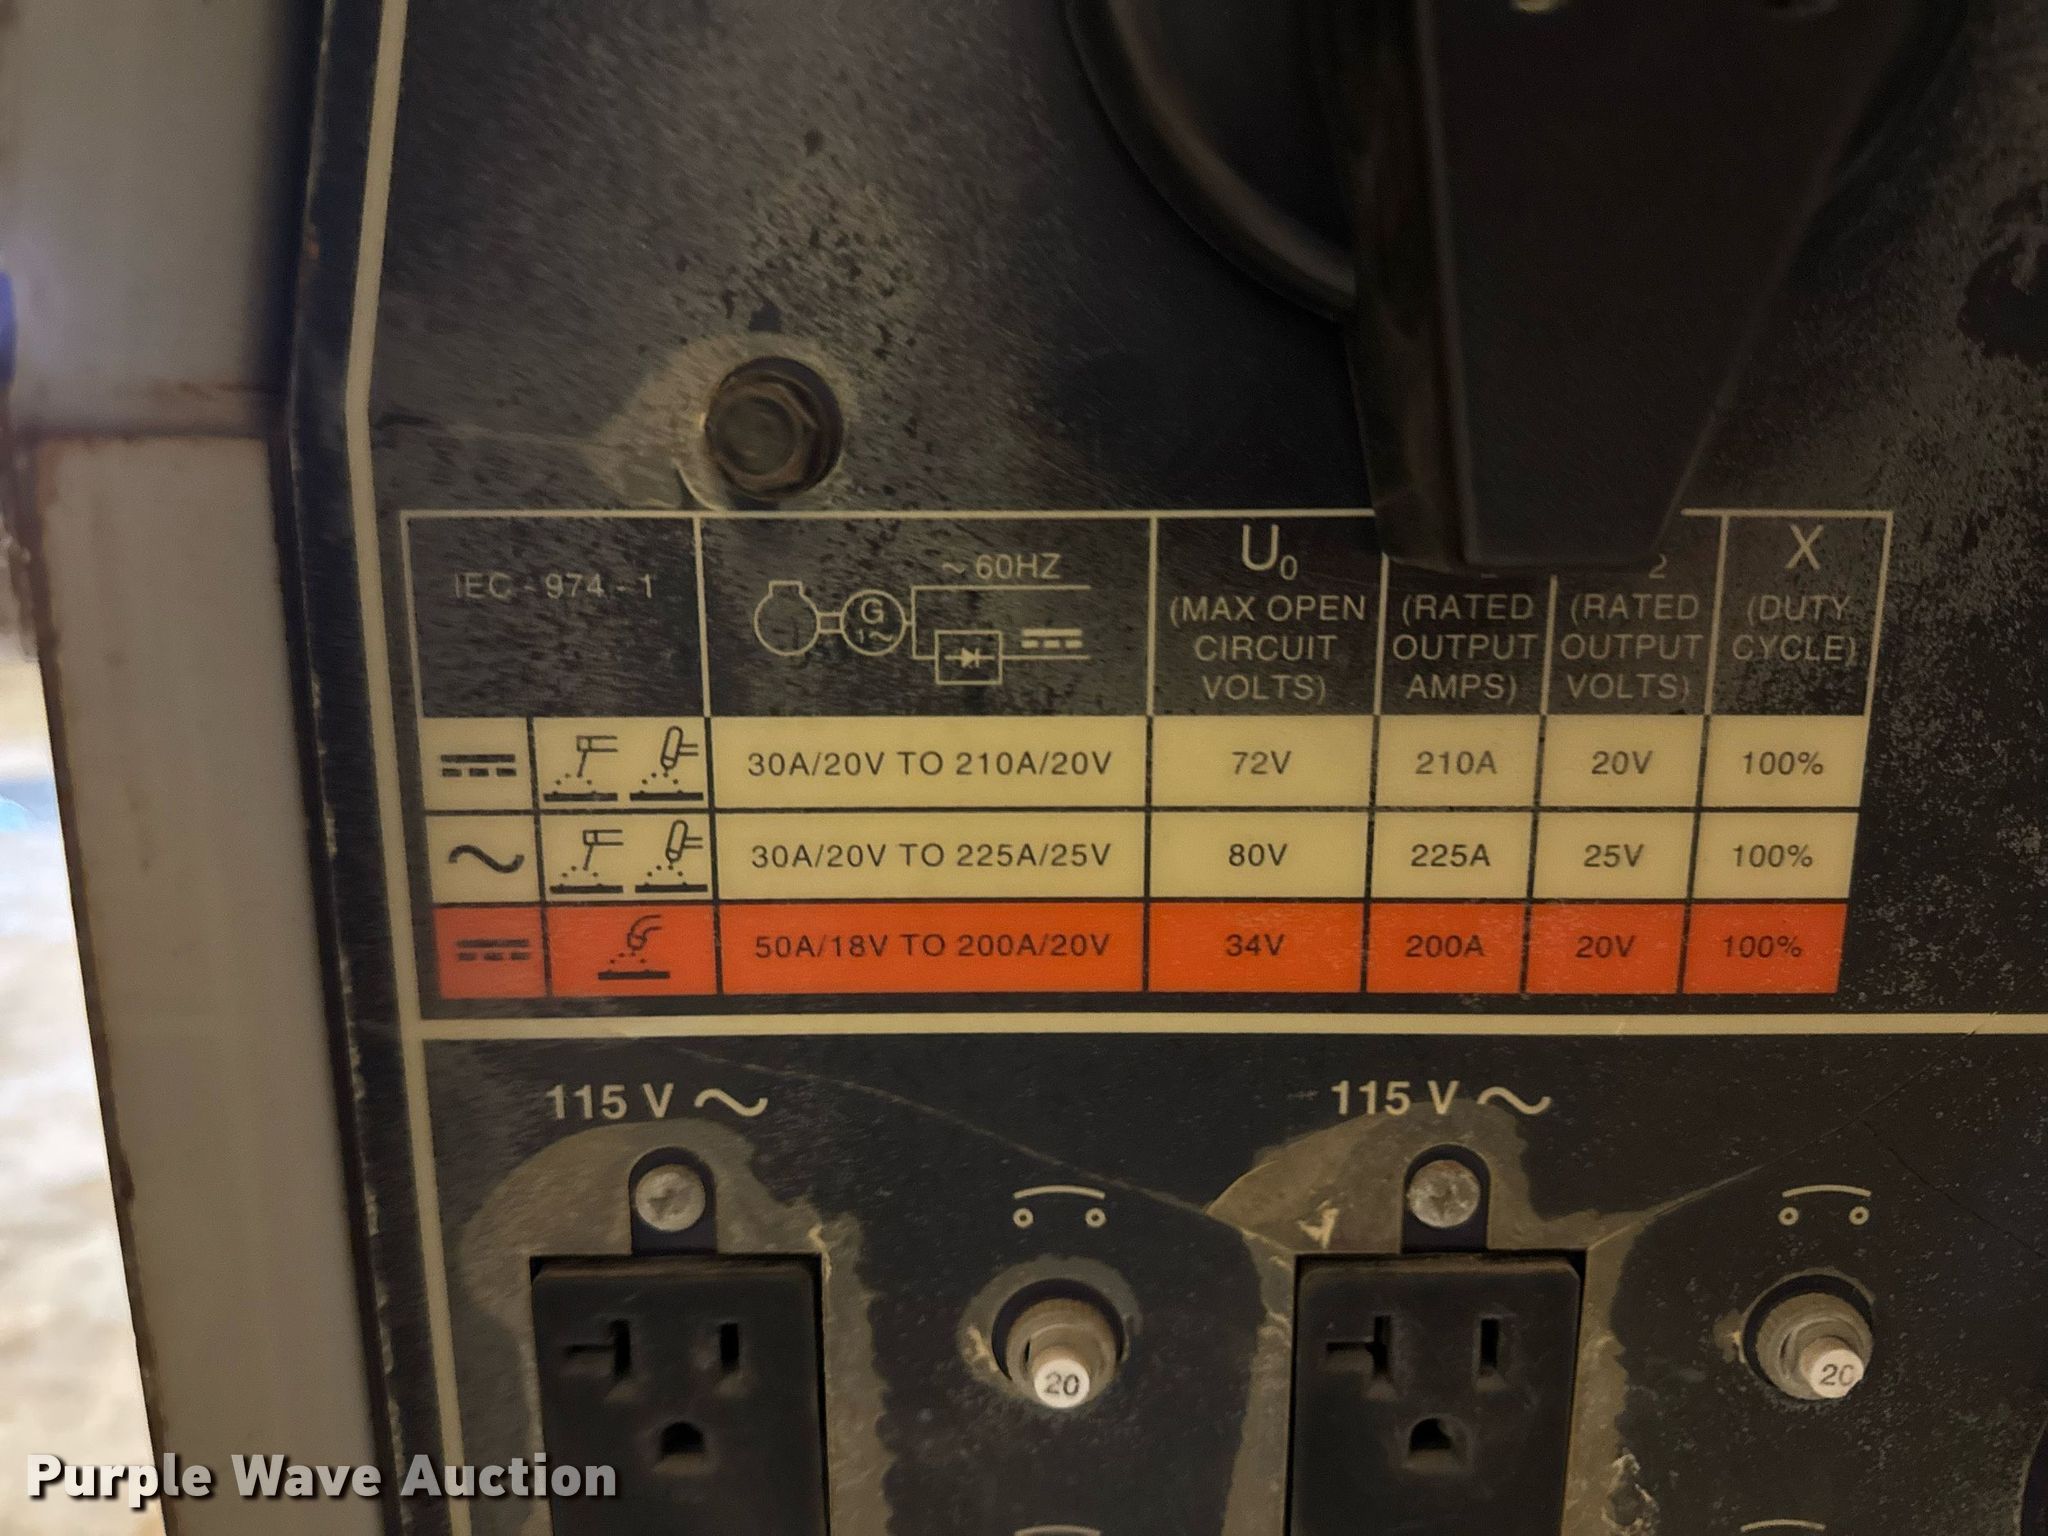 IEC - 974 - 1
~ 60HZ
G
1~
U0
(MAX OPEN
CIRCUIT
VOLTS)
(RATED
OUTPUT
AMPS)
2
(RATED
OUTPUT
VOLTS)
X
(DUTY
CYCLE)
30A/20V TO 210A/20V 72V 210A 20V 100%
30A/20V TO 225A/25V 80V 225A 25V 100%
50A/18V TO 200A/20V 34V 200A 20V 100%
115 V ~ 115 V ~
20 20
Purple Wave Auction